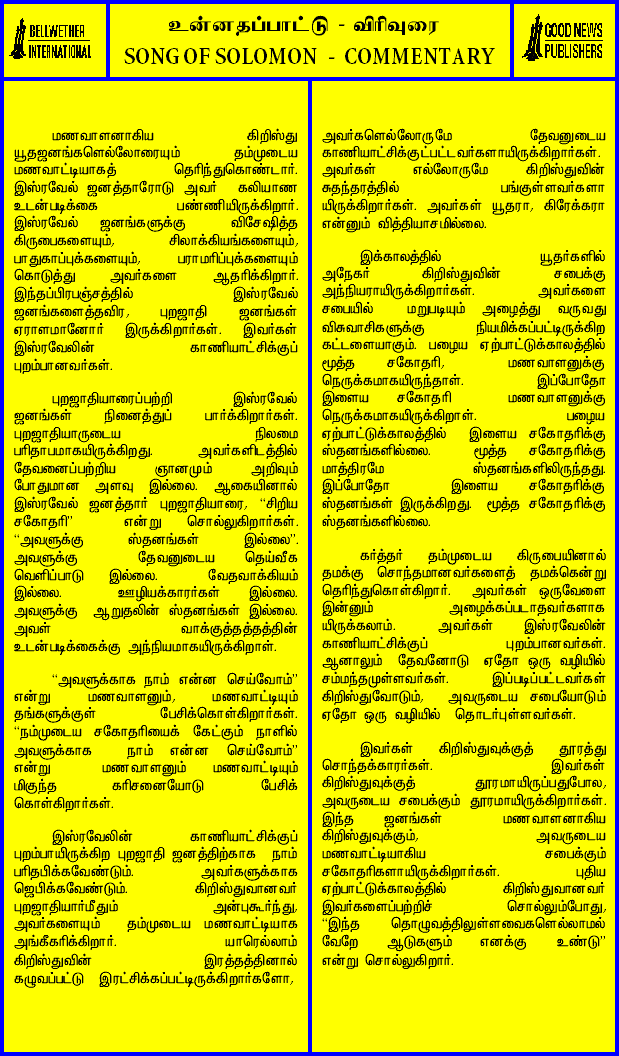 BELLWETHER
INTERNATIONAL
உன்னதப்பாட்டு - விரிவுரை
SONG OF SOLOMON - COMMENTARY
GOOD NEWS
PUBLISHERS
மணவாளனாகிய கிறிஸ்து
யூதஜனங்களெல்லோரையும் தம்முடைய
மணவாட்டியாகத் தெரிந்துகொண்டார்.
இஸ்ரவேல் ஜனத்தாரோடு அவர் கலியாண
உடன்படிக்கை பண்ணியிருக்கிறார்.
இஸ்ரவேல் ஜனங்களுக்கு விசேஷித்த
கிருபைகளையும், சிலாக்கியங்களையும்,
பாதுகாப்புக்களையும், பராமரிப்புக்களையும்
கொடுத்து அவர்களை ஆதரிக்கிறார்.
இந்தப்பிரபஞ்சத்தில் இஸ்ரவேல்
ஜனங்களைத்தவிர, புறஜாதி ஜனங்கள்
ஏராளமானோர் இருக்கிறார்கள். இவர்கள்
இஸ்ரவேலின் காணியாட்சிக்குப்
புறம்பானவர்கள்.
புறஜாதியாரைப்பற்றி இஸ்ரவேல்
ஜனங்கள் நினைத்துப் பார்க்கிறார்கள்.
புறஜாதியாருடைய நிலமை
பரிதாபமாகயிருக்கிறது. அவர்களிடத்தில்
தேவனைப்பற்றிய ஞானமும் அறிவும்
போதுமான அளவு இல்லை. ஆகையினால்
இஸ்ரவேல் ஜனத்தார் புறஜாதியாரை, “சிறிய
சகோதரி” என்று சொல்லுகிறார்கள்.
“அவளுக்கு ஸ்தனங்கள் இல்லை”.
அவளுக்கு தேவனுடைய தெய்வீக
வெளிப்பாடு இல்லை. வேதவாக்கியம்
இல்லை. ஊழியக்காரர்கள் இல்லை.
அவளுக்கு ஆறுதலின் ஸ்தனங்கள் இல்லை.
அவள் வாக்குத்தத்தத்தின்
உடன்படிக்கைக்கு அந்நியமாகயிருக்கிறாள்.
“அவளுக்காக நாம் என்ன செய்வோம்”
என்று மணவாளனும், மணவாட்டியும்
தங்களுக்குள் பேசிக்கொள்கிறார்கள்.
“நம்முடைய சகோதரியைக் கேட்கும் நாளில்
அவளுக்காக நாம் என்ன செய்வோம்”
என்று மணவாளனும் மணவாட்டியும்
மிகுந்த கரிசனையோடு பேசிக்
கொள்கிறார்கள்.
இஸ்ரவேலின் காணியாட்சிக்குப்
புறம்பாயிருக்கிற புறஜாதி ஜனத்திற்காக நாம்
பரிதபிக்கவேண்டும். அவர்களுக்காக
ஜெபிக்கவேண்டும். கிறிஸ்துவானவர்
புறஜாதியார்மீதும் அன்புகூர்ந்து,
அவர்களையும் தம்முடைய மணவாட்டியாக
அங்கீகரிக்கிறார். யாரெல்லாம்
கிறிஸ்துவின் இரத்தத்தினால்
கழுவப்பட்டு இரட்சிக்கப்பட்டிருக்கிறார்களோ,
அவர்களெல்லோருமே தேவனுடைய
காணியாட்சிக்குட்பட்டவர்களாயிருக்கிறார்கள்.
அவர்கள் எல்லோருமே கிறிஸ்துவின்
சுதந்தரத்தில் பங்குள்ளவர்களா
யிருக்கிறார்கள். அவர்கள் யூதரா, கிரேக்கரா
என்னும் வித்தியாசமில்லை.
இக்காலத்தில் யூதர்களில்
அநேகர் கிறிஸ்துவின் சபைக்கு
அந்நியராயிருக்கிறார்கள். அவர்களை
சபையில் மறுபடியும் அழைத்து வருவது
விசுவாசிகளுக்கு நியமிக்கப்பட்டிருக்கிற
கட்டளையாகும். பழைய ஏற்பாட்டுக்காலத்தில்
மூத்த சகோதரி, மணவாளனுக்கு
நெருக்கமாகயிருந்தாள். இப்போதோ
இளைய சகோதரி மணவாளனுக்கு
நெருக்கமாகயிருக்கிறாள். பழைய
ஏற்பாட்டுக்காலத்தில் இளைய சகோதரிக்கு
ஸ்தனங்களில்லை. மூத்த சகோதரிக்கு
மாத்திரமே ஸ்தனங்களிலிருந்தது.
இப்போதோ இளைய சகோதரிக்கு
ஸ்தனங்கள் இருக்கிறது. மூத்த சகோதரிக்கு
ஸ்தனங்களில்லை.
கர்த்தர் தம்முடைய கிருபையினால்
தமக்கு சொந்தமானவர்களைத் தமக்கென்று
தெரிந்துகொள்கிறார். அவர்கள் ஒருவேளை
இன்னும் அழைக்கப்படாதவர்களாக
யிருக்கலாம். அவர்கள் இஸ்ரவேலின்
காணியாட்சிக்குப் புறம்பானவர்கள்.
ஆனாலும் தேவனோடு ஏதோ ஒரு வழியில்
சம்மந்தமுள்ளவர்கள். இப்படிப்பட்டவர்கள்
கிறிஸ்துவோடும், அவருடைய சபையோடும்
ஏதோ ஒரு வழியில் தொடர்புள்ளவர்கள்.
இவர்கள் கிறிஸ்துவுக்குத் தூரத்து
சொந்தக்காரர்கள். இவர்கள்
கிறிஸ்துவுக்குத் தூரமாயிருப்பதுபோல,
அவருடைய சபைக்கும் தூரமாயிருக்கிறார்கள்.
இந்த ஜனங்கள் மணவாளனாகிய
கிறிஸ்துவுக்கும், அவருடைய
மணவாட்டியாகிய சபைக்கும்
சகோதரிகளாயிருக்கிறார்கள். புதிய
ஏற்பாட்டுக்காலத்தில் கிறிஸ்துவானவர்
இவர்களைப்பற்றிச் சொல்லும்போது,
“இந்த தொழுவத்திலுள்ளவைகளெல்லாமல்
வேறே ஆடுகளும் எனக்கு உண்டு”
என்று சொல்லுகிறார்.